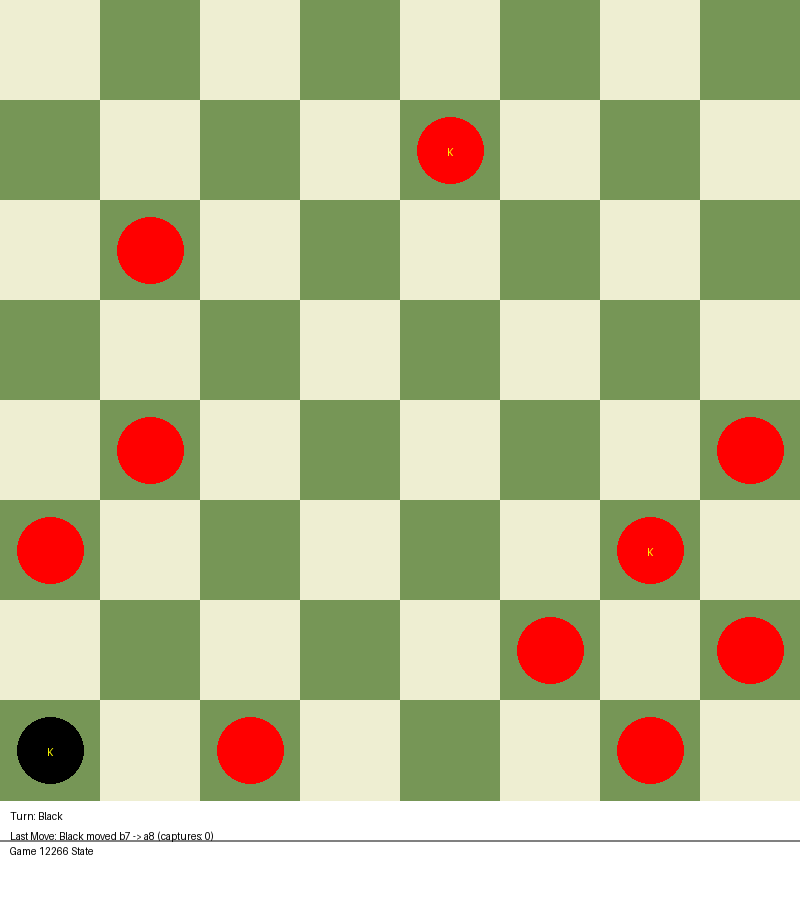 K
K
K
Turn: Black
Last Move: Black moved b7 -> a8 (captures: 0)
Game 12266 State